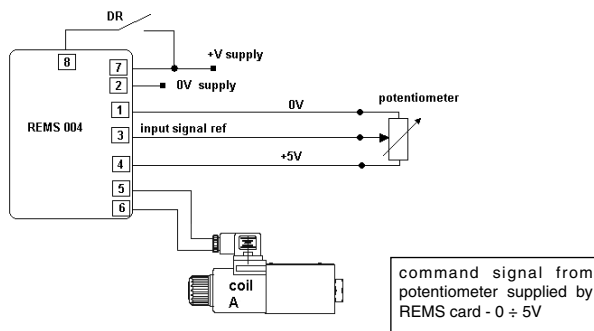 DR
8
7
+V supply
2
0V supply
1
0V
potentiometer
REMS 004
3
input signal ref
4
+5V
5
6
coil
A
command signal from
potentiometer supplied by
REMS card - 0 ÷ 5V